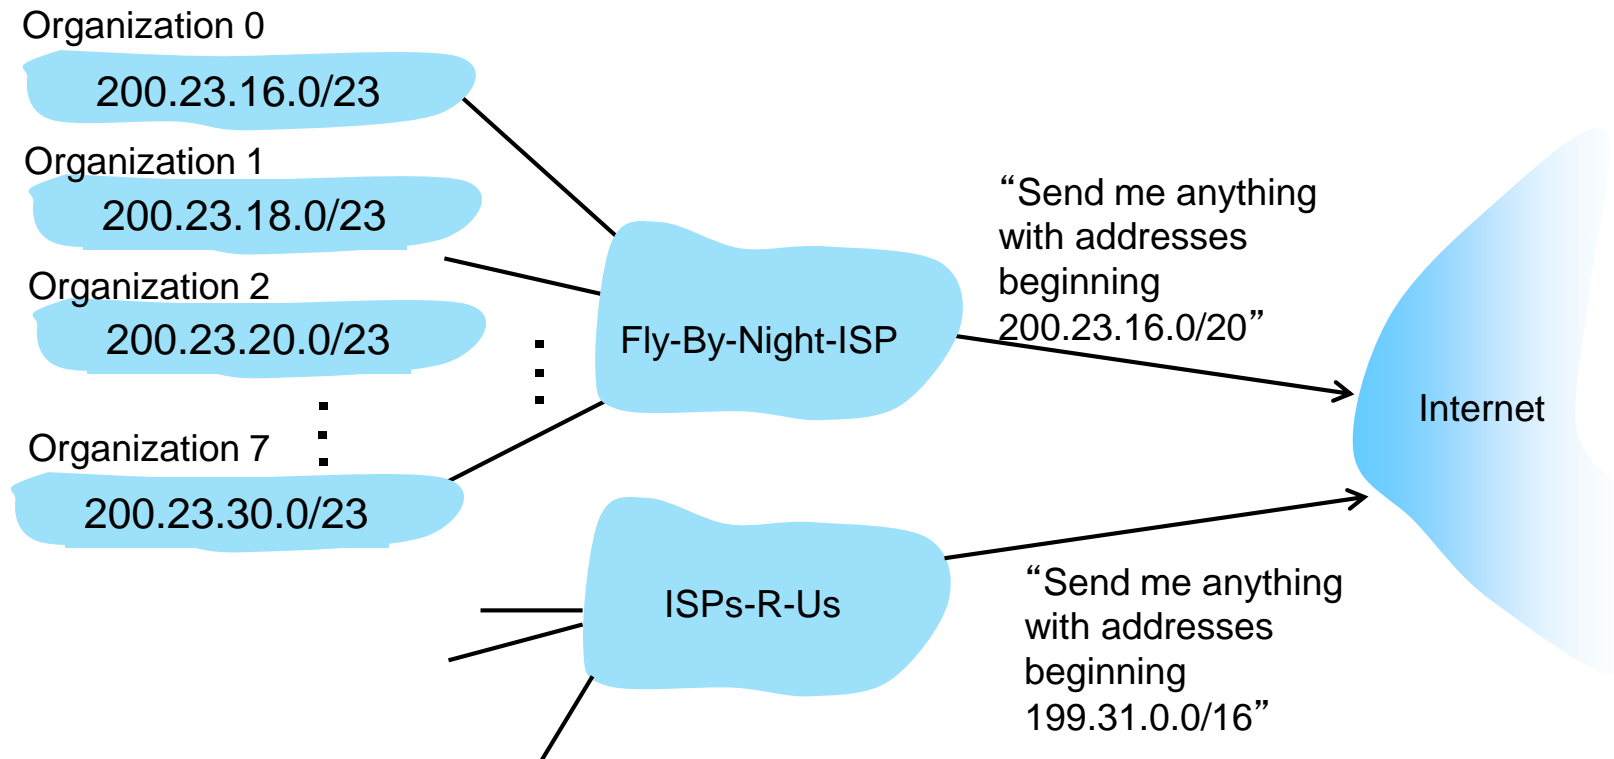 Organization 0
200.23.16.0/23
Organization 1
200.23.18.0/23
Organization 2
200.23.20.0/23
Organization 7
200.23.30.0/23
Fly-By-Night-ISP
“Send me anything
with addresses
beginning
200.23.16.0/20”
Internet
ISPs-R-Us
“Send me anything
with addresses
beginning
199.31.0.0/16”